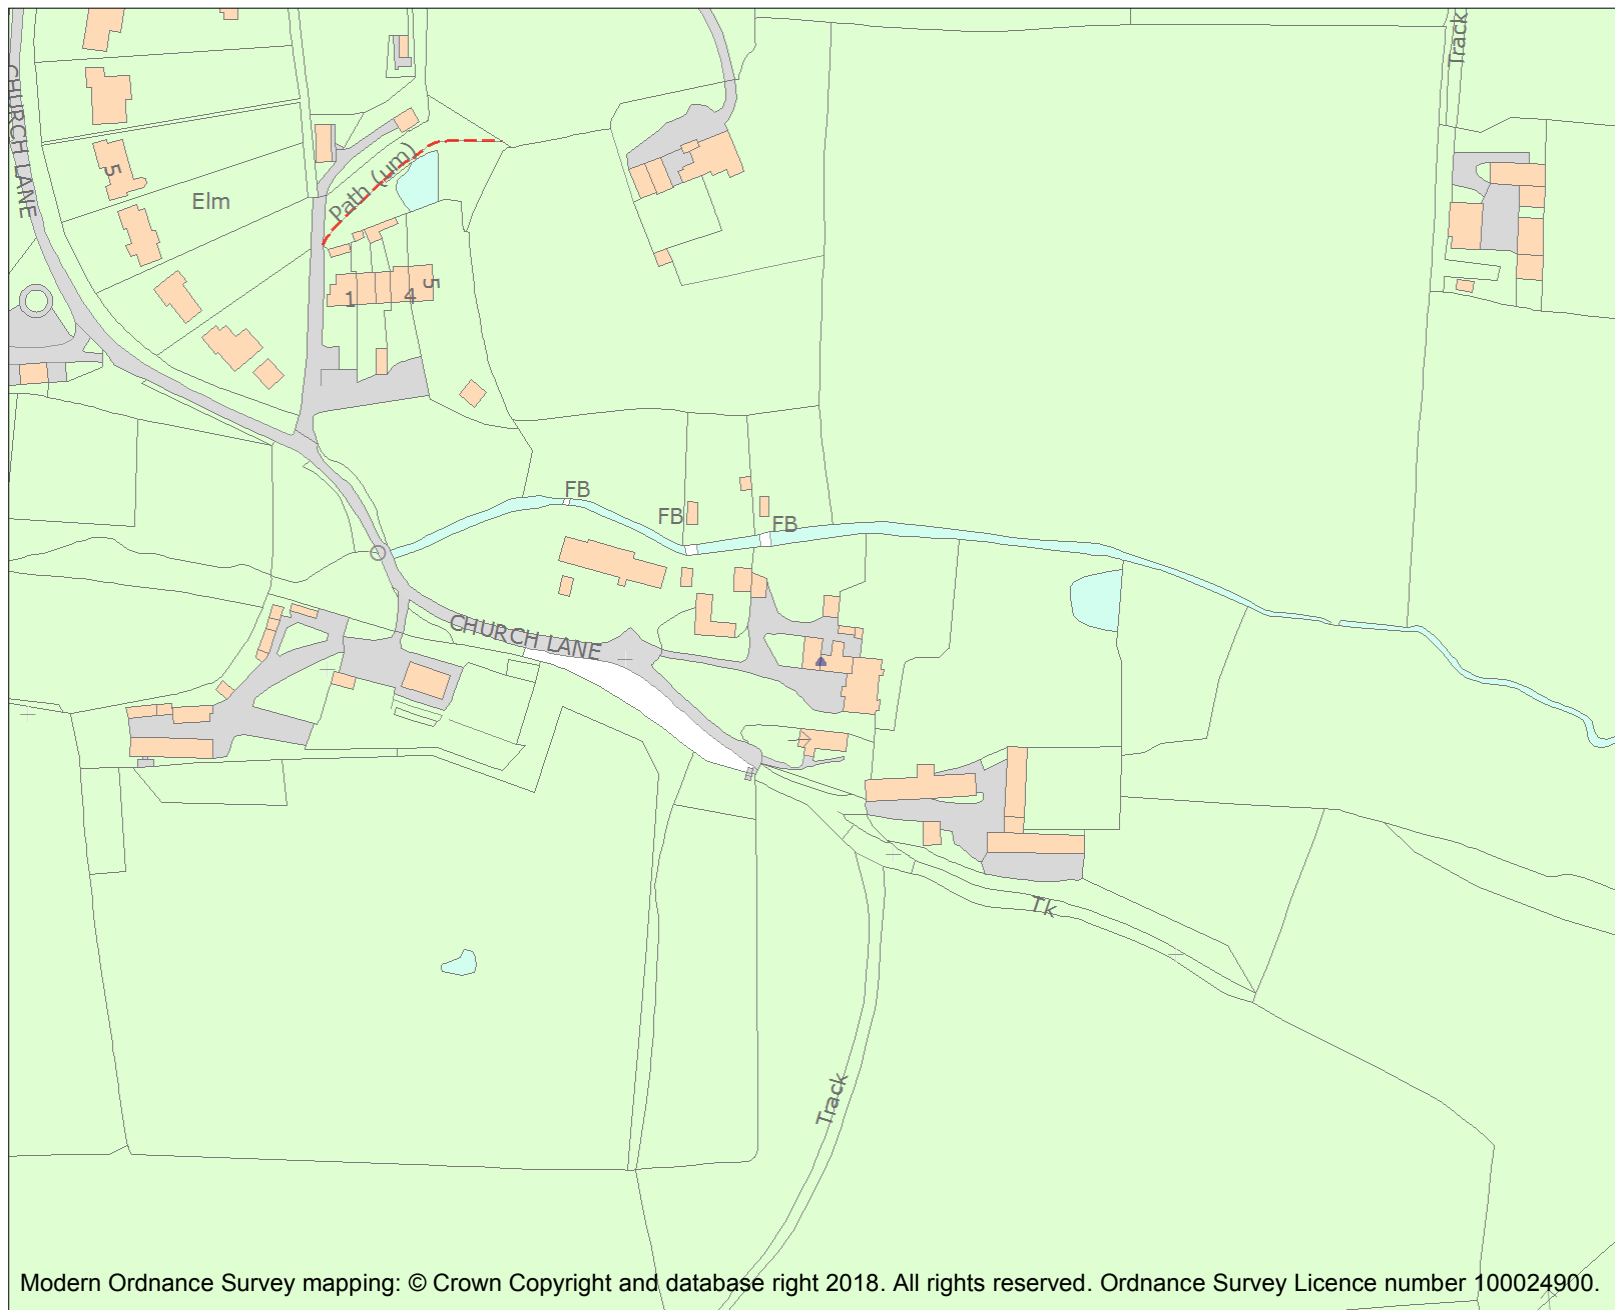 Track
CHURCH LANE
5
Elm
Path (um)
1
4
5
FB
FB
FB
CHURCH LANE
Tk
Track
Modern Ordnance Survey mapping: © Crown Copyright and database right 2018. All rights reserved. Ordnance Survey Licence number 100024900.